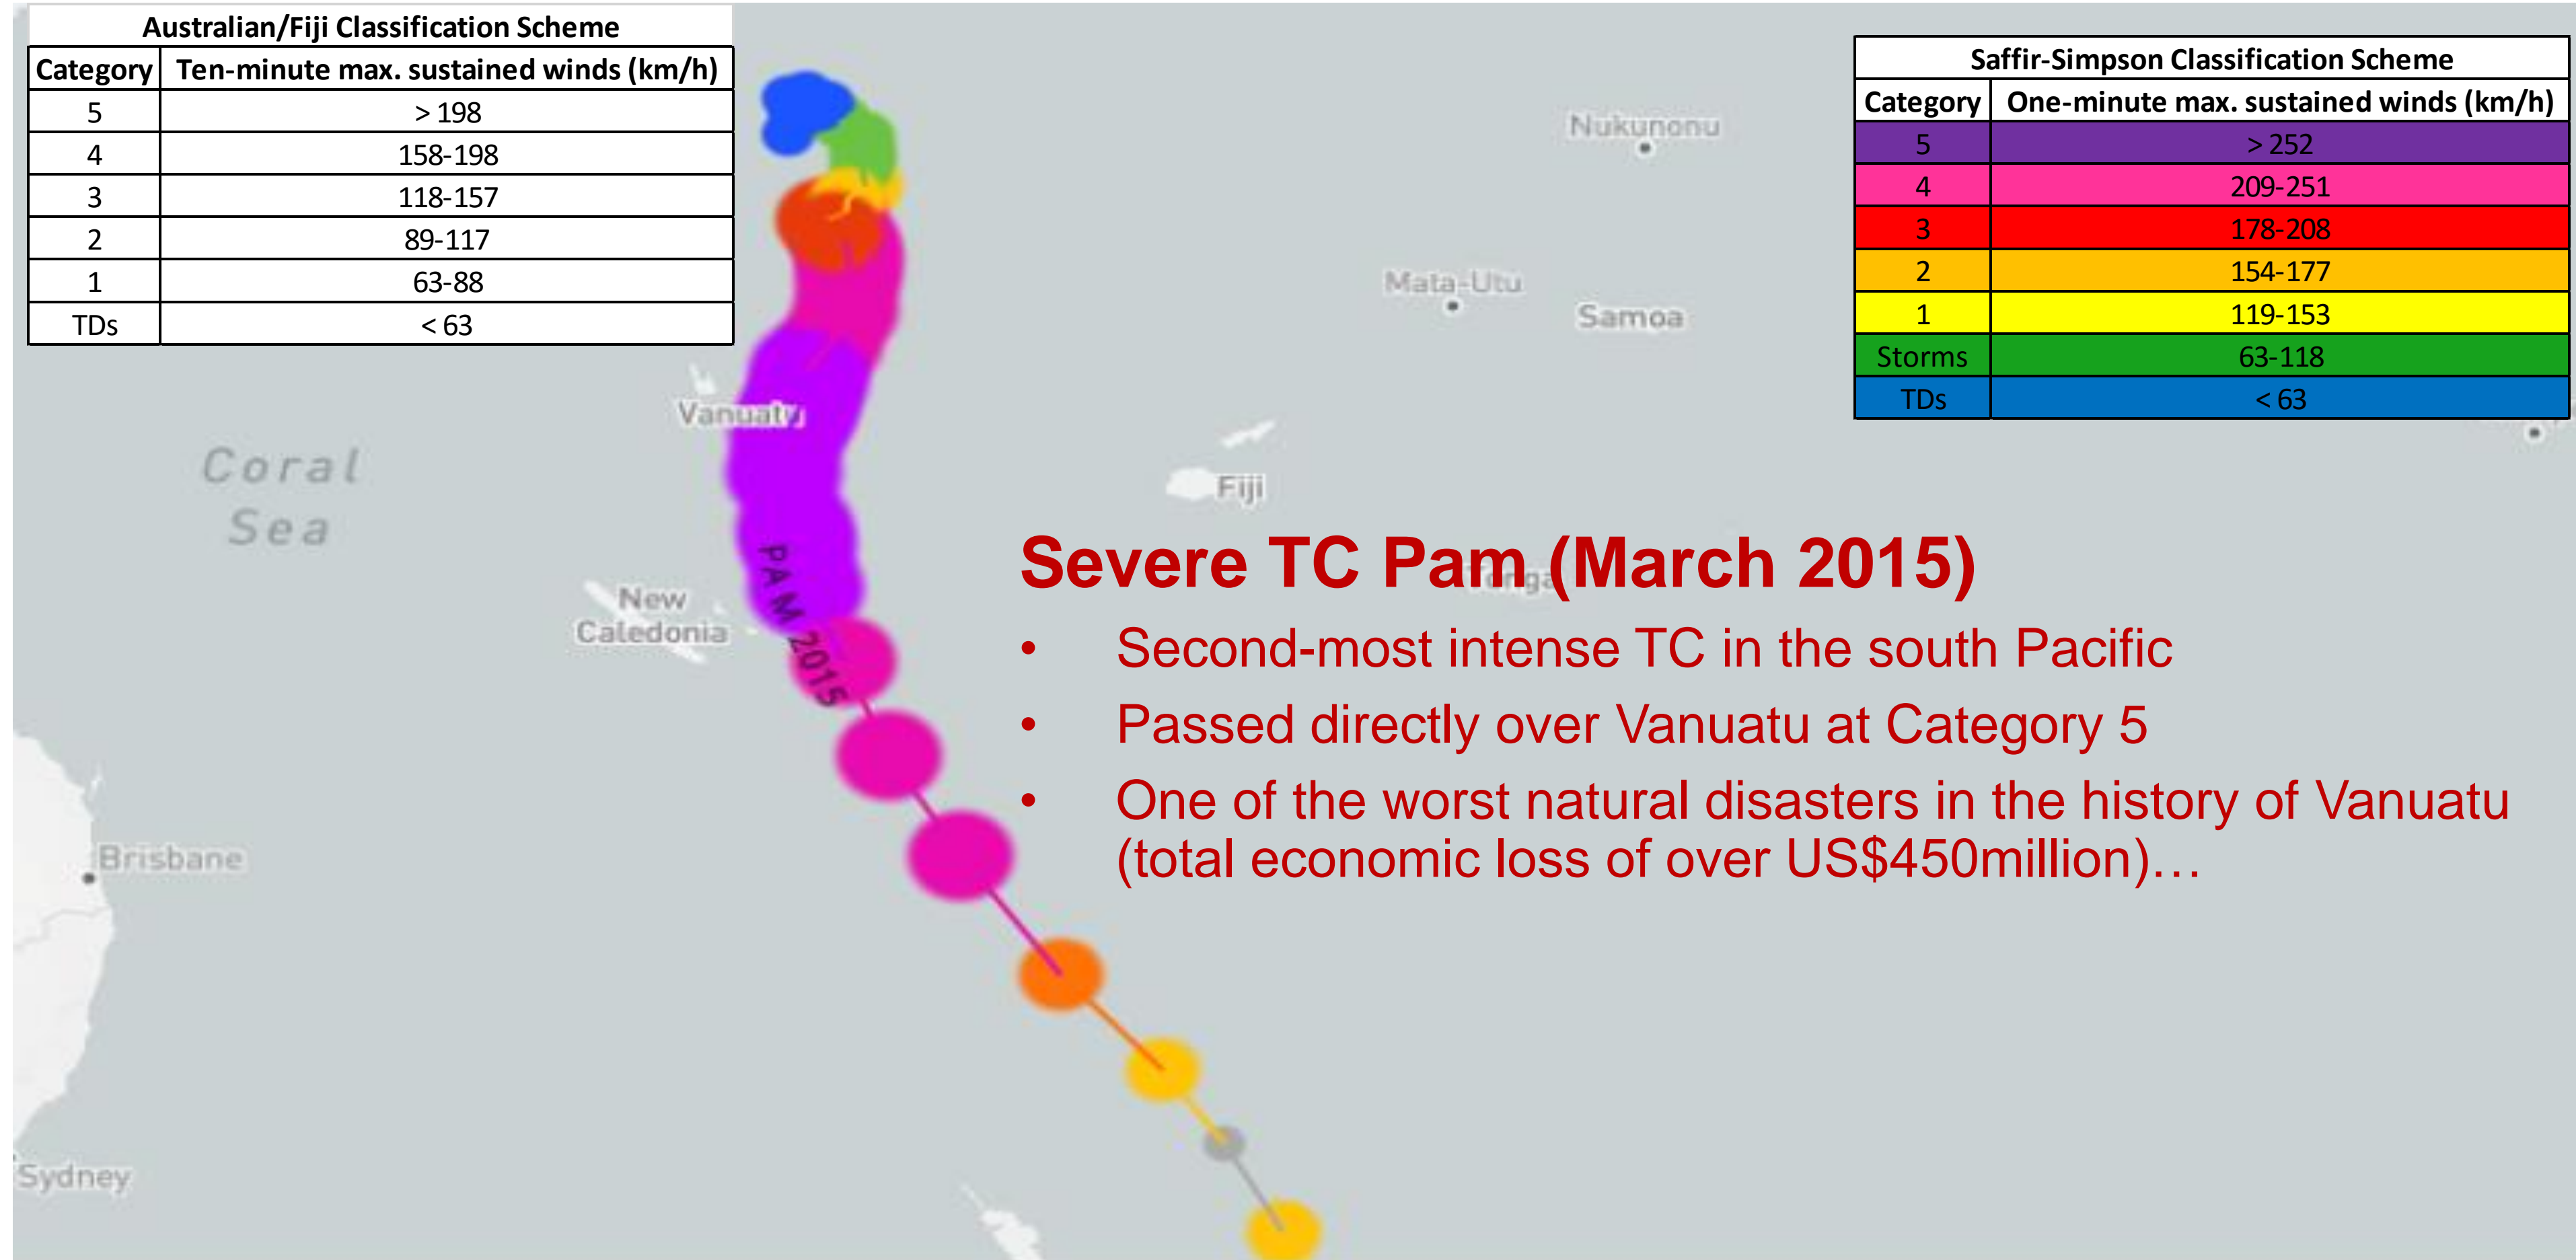 Australian/Fiji Classification Scheme
Category Ten-minute max. sustained winds (km/h)
5 > 198
4 158-198
3 118-157
2 89-117
1 63-88
TDs < 63
Saffir-Simpson Classification Scheme
Category One-minute max. sustained winds (km/h)
5 > 252
4 209-251
3 178-208
2 154-177
1 119-153
Storms 63-118
TDs < 63
Nukunonu
Mata-Utu
Samoa
Vanuatu
Coral
Sea
Fiji
PAM 2015
New
Caledonia
Tonga
Severe TC Pam (March 2015)
• Second-most intense TC in the south Pacific
• Passed directly over Vanuatu at Category 5
• One of the worst natural disasters in the history of Vanuatu
(total economic loss of over US$450million)…
Brisbane
Sydney